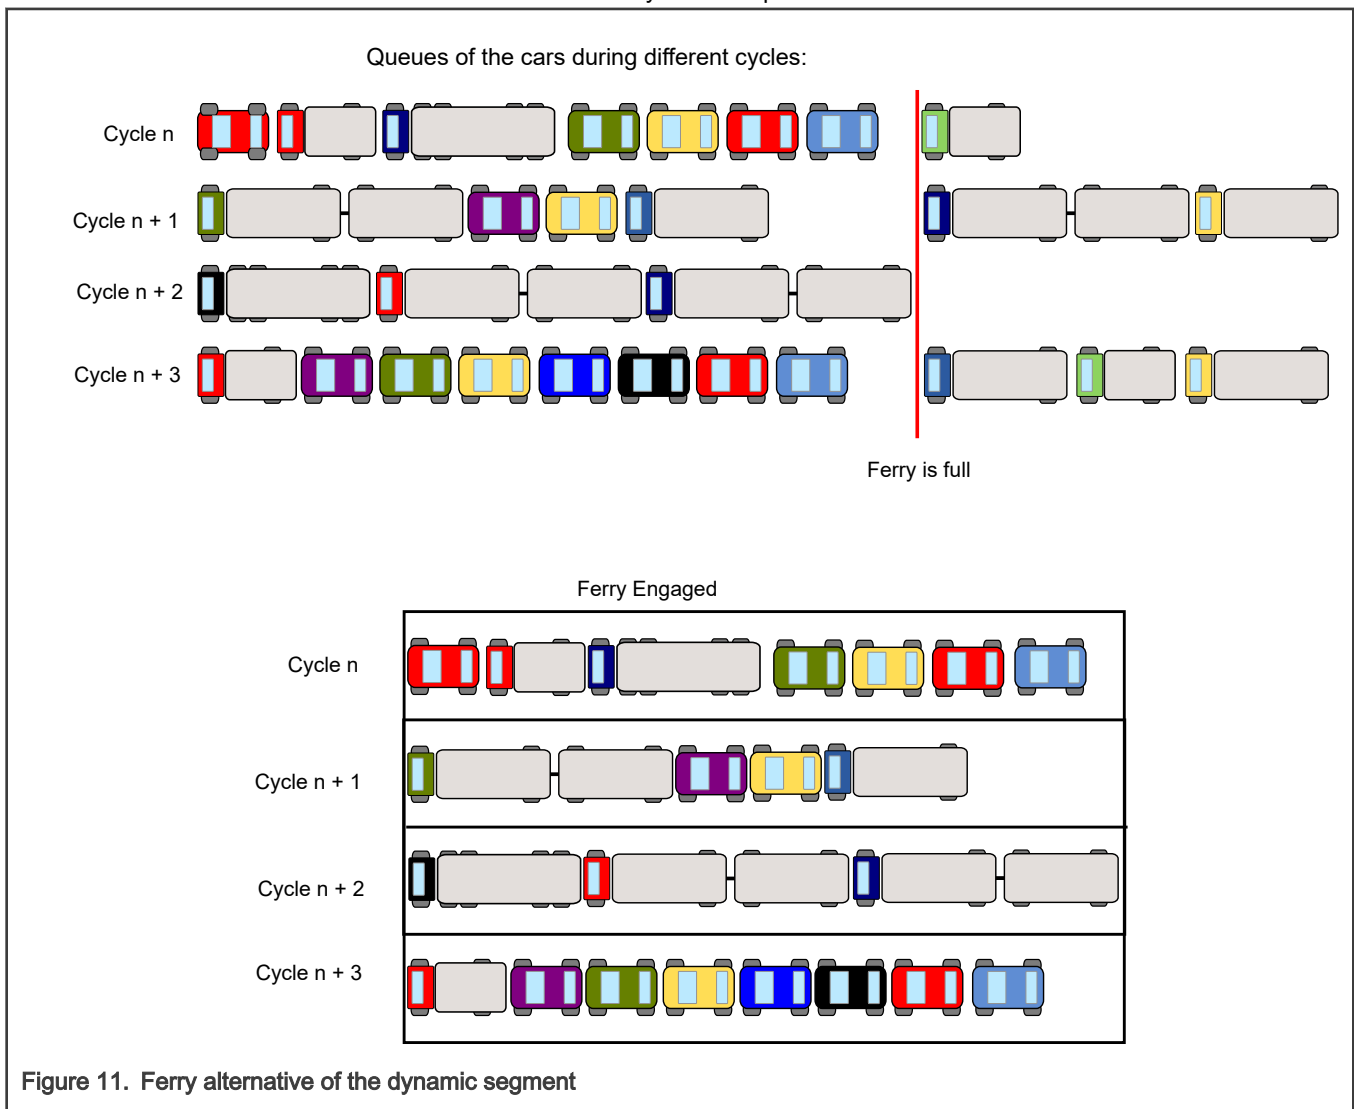 Queues of the cars during different cycles:
Cycle n
Cycle n + 1
Cycle n + 2
Cycle n + 3
Ferry is full
Ferry Engaged
Cycle n
Cycle n + 1
Cycle n + 2
Cycle n + 3
Figure 11. Ferry alternative of the dynamic segment